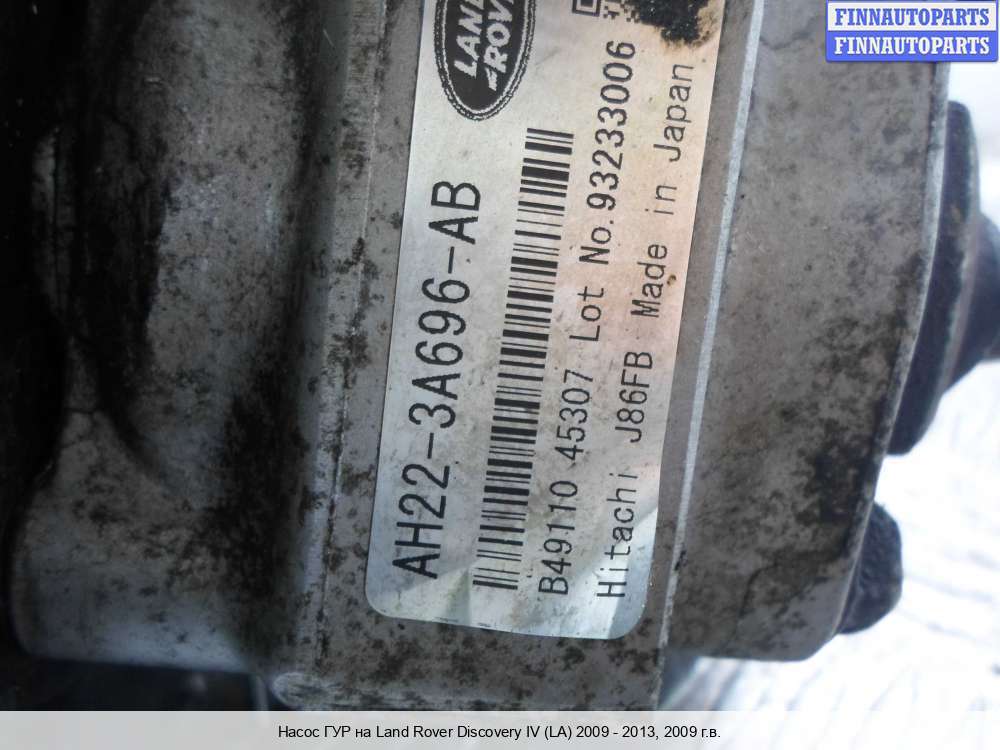 FINNAUTOPARTS
FINNAUTOPARTS
LAND
ROVER
AH22-3A696-AB
B49110 45307 Lot No.93233006
Hitachi J86FB Made in Japan
Насос ГУР на Land Rover Discovery IV (LA) 2009 - 2013, 2009 г.в.